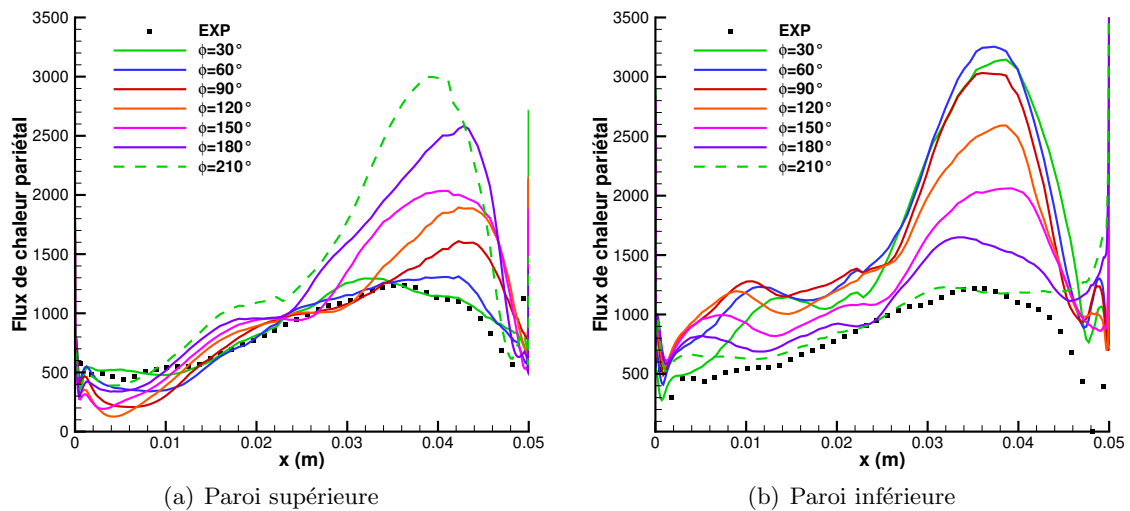 Flux de chaleur pariétal
3500
3000
2500
2000
1500
1000
500
0
EXP
ϕ=30°
ϕ=60°
ϕ=90°
ϕ=120°
ϕ=150°
ϕ=180°
ϕ=210°
0 0.01 0.02 0.03 0.04 0.05
x (m)
(a) Paroi supérieure
Flux de chaleur pariétal
3500
3000
2500
2000
1500
1000
500
EXP
ϕ=30°
ϕ=60°
ϕ=90°
ϕ=120°
ϕ=150°
ϕ=180°
ϕ=210°
0 0.01 0.02 0.03 0.04 0.05
x (m)
(b) Paroi inférieure